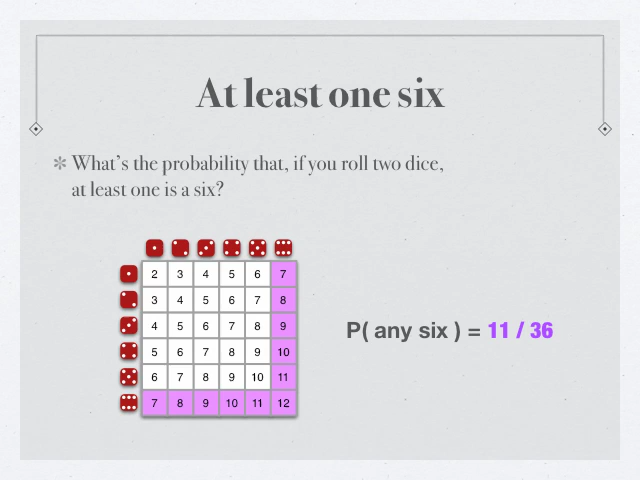 At least one six
What's the probability that, if you roll two dice,
at least one is a six?
2 3 4 5 6 7
3 4 5 6 7 8
4 5 6 7 8 9
P( any six ) = 11 / 36
5 6 7 8 9 10
6 7 8 9 10 11
7 8 9 10 11 12